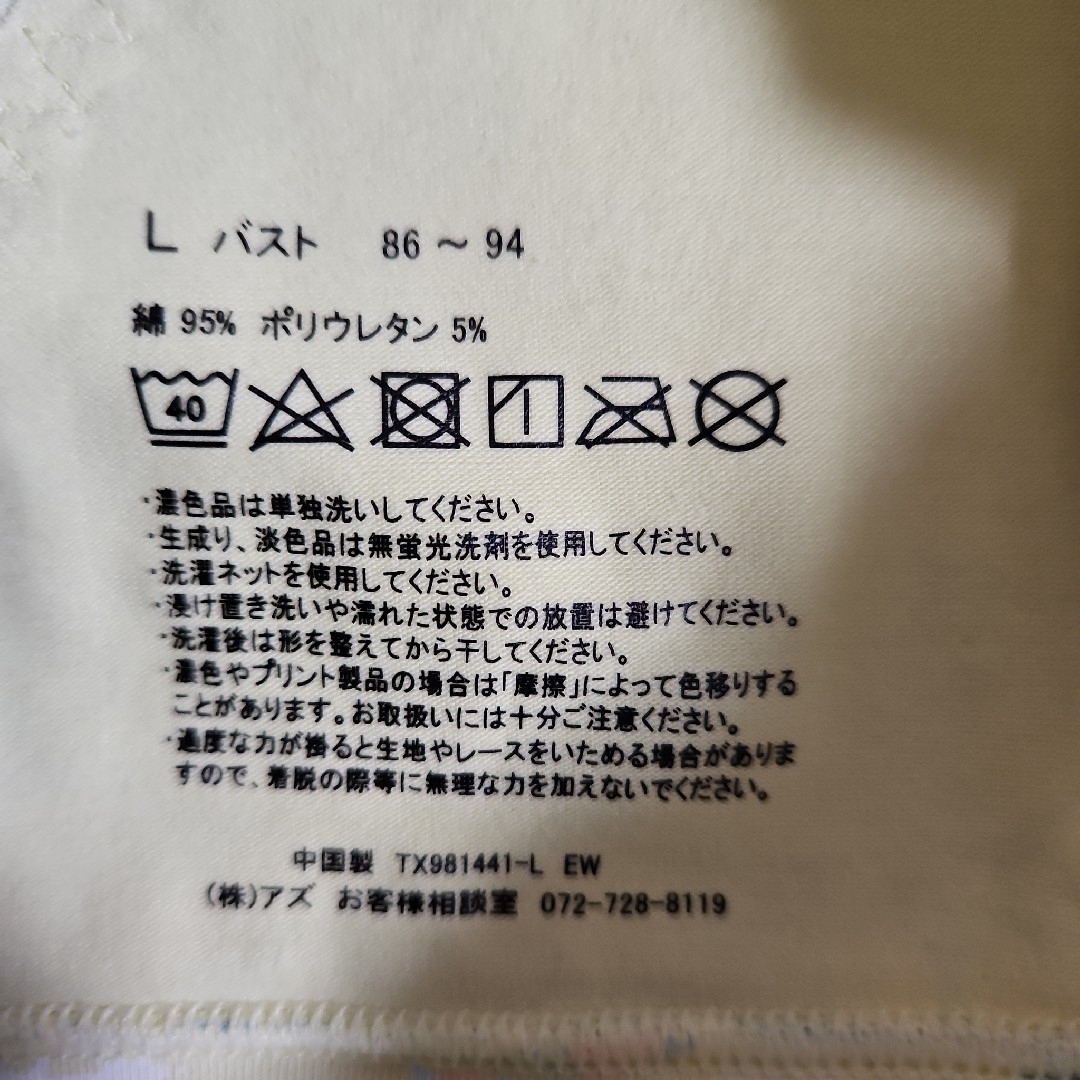 L バスト 86～94
綿 95% ポリウレタン 5%
40
・濃色品は単独洗いしてください。
・生成り、淡色品は無蛍光洗剤を使用してください。
・洗濯ネットを使用してください。
・浸け置き洗いや濡れた状態での放置は避けてください。
・洗濯後は形を整えてから干してください。
・濃色やプリント製品の場合は「摩擦」によって色移りする
ことがあります。お取扱いには十分ご注意ください。
・過度な力が掛ると生地やレースをいためる場合がありま
すので、着脱の際等に無理な力を加えないでください。
中国製 TX981441-L EW
(株)アズ お客様相談室 072-728-8119